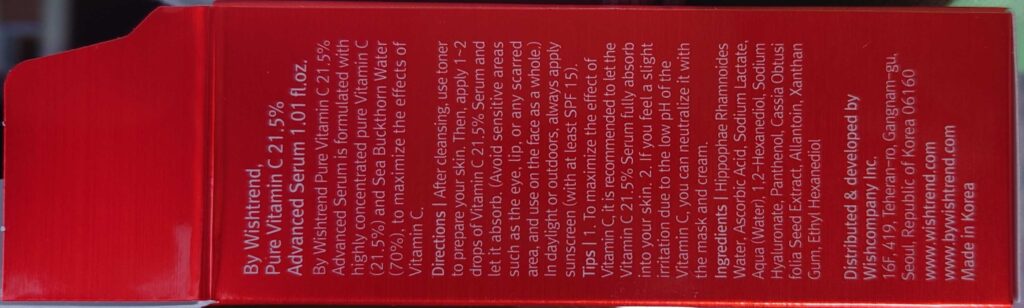 By Wishtrend,
Pure Vitamin C 21.5%
Advanced Serum 1.01 fl.oz.
By Wishtrend Pure Vitamin C 21.5%
Advanced Serum is formulated with
highly concentrated pure Vitamin C
(21.5%) and Sea Buckthorn Water
(70%), to maximize the effects of
Vitamin C.
Directions | After cleansing, use toner
to prepare your skin. Then, apply 1~2
drops of Vitamin C 21.5% Serum and
let it absorb. (Avoid sensitive areas
such as the eye, lip, or any scarred
area, and use on the face as a whole.)
In daylight or outdoors, always apply
sunscreen (with at least SPF 15).
Tips | 1. To maximize the effect of
Vitamin C, it is recommended to let the
Vitamin C 21.5% Serum fully absorb
into your skin. 2. If you feel a slight
irritation due to the low pH of the
Vitamin C, you can neutralize it with
the mask and cream.
Ingredients | Hippophae Rhamnoides
Water, Ascorbic Acid, Sodium Lactate,
Aqua (Water), 1,2-Hexanediol, Sodium
Hyaluronate, Panthenol, Cassia Obtusi
folia Seed Extract, Allantoin, Xanthan
Gum, Ethyl Hexanediol
Distributed & developed by
Wishcompany Inc.
16F, 419, Teheran-ro, Gangnam-gu,
Seoul, Republic of Korea 06160
www.wishtrend.com
www.bywishtrend.com
Made in Korea